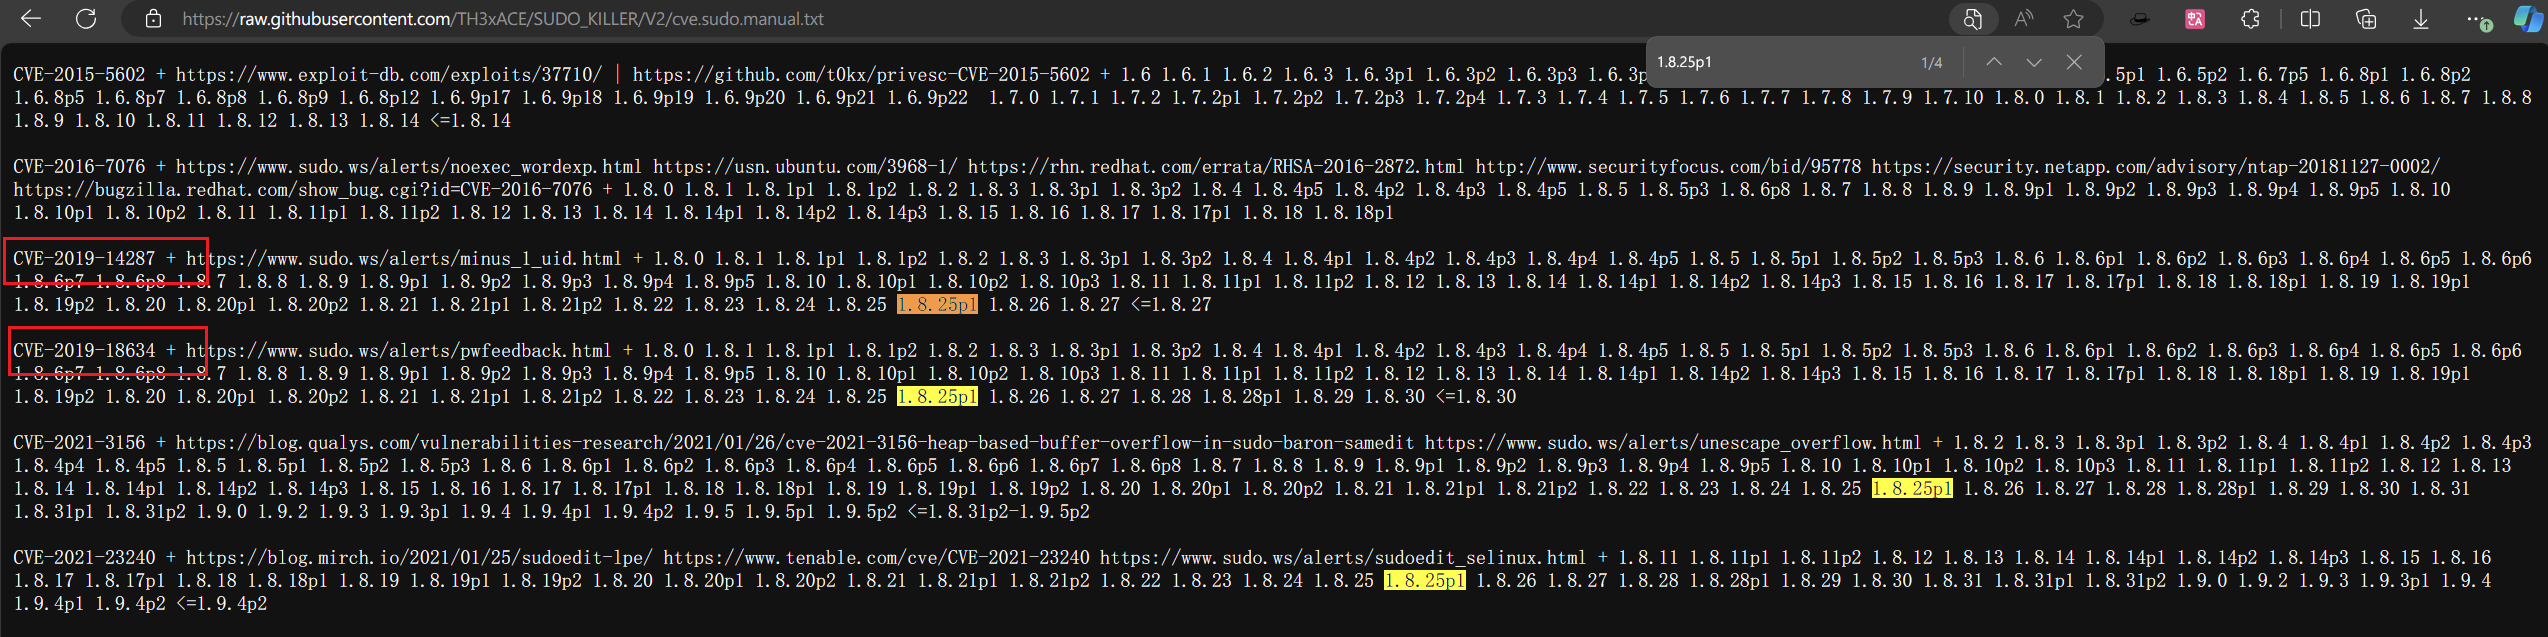 https://raw.githubusercontent.com/TH3xACE/SUDO_KILLER/V2/cve.sudo.manual.txt
1.8.25p1 1/4
CVE-2015-5602 + https://www.exploit-db.com/exploits/37710/ | https://github.com/t0kx/privesc-CVE-2015-5602 + 1.6 1.6.1 1.6.2 1.6.3 1.6.3p1 1.6.3p2 1.6.3p3 1.6.3p .5p1 1.6.5p2 1.6.7p5 1.6.8p1 1.6.8p2
1.6.8p5 1.6.8p7 1.6.8p8 1.6.8p9 1.6.8p12 1.6.9p17 1.6.9p18 1.6.9p19 1.6.9p20 1.6.9p21 1.6.9p22 1.7.0 1.7.1 1.7.2 1.7.2p1 1.7.2p2 1.7.2p3 1.7.2p4 1.7.3 1.7.4 1.7.5 1.7.6 1.7.7 1.7.8 1.7.9 1.7.10 1.8.0 1.8.1 1.8.2 1.8.3 1.8.4 1.8.5 1.8.6 1.8.7 1.8.8
1.8.9 1.8.10 1.8.11 1.8.12 1.8.13 1.8.14 <=1.8.14
CVE-2016-7076 + https://www.sudo.ws/alerts/noexec_wordexp.html https://usn.ubuntu.com/3968-1/ https://rhn.redhat.com/errata/RHSA-2016-2872.html http://www.securityfocus.com/bid/95778 https://security.netapp.com/advisory/ntap-20181127-0002/
https://bugzilla.redhat.com/show_bug.cgi?id=CVE-2016-7076 + 1.8.0 1.8.1 1.8.1p1 1.8.1p2 1.8.2 1.8.3 1.8.3p1 1.8.3p2 1.8.4 1.8.4p5 1.8.4p2 1.8.4p3 1.8.4p5 1.8.5 1.8.5p3 1.8.6p8 1.8.7 1.8.8 1.8.9 1.8.9p1 1.8.9p2 1.8.9p3 1.8.9p4 1.8.9p5 1.8.10
1.8.10p1 1.8.10p2 1.8.11 1.8.11p1 1.8.11p2 1.8.12 1.8.13 1.8.14 1.8.14p1 1.8.14p2 1.8.14p3 1.8.15 1.8.16 1.8.17 1.8.17p1 1.8.18 1.8.18p1
CVE-2019-14287 + https://www.sudo.ws/alerts/minus_1_uid.html + 1.8.0 1.8.1 1.8.1p1 1.8.1p2 1.8.2 1.8.3 1.8.3p1 1.8.3p2 1.8.4 1.8.4p1 1.8.4p2 1.8.4p3 1.8.4p4 1.8.4p5 1.8.5 1.8.5p1 1.8.5p2 1.8.5p3 1.8.6 1.8.6p1 1.8.6p2 1.8.6p3 1.8.6p4 1.8.6p5 1.8.6p6
1.8.6p7 1.8.6p8 1.8.7 1.8.8 1.8.9 1.8.9p1 1.8.9p2 1.8.9p3 1.8.9p4 1.8.9p5 1.8.10 1.8.10p1 1.8.10p2 1.8.10p3 1.8.11 1.8.11p1 1.8.11p2 1.8.12 1.8.13 1.8.14 1.8.14p1 1.8.14p2 1.8.14p3 1.8.15 1.8.16 1.8.17 1.8.17p1 1.8.18 1.8.18p1 1.8.19 1.8.19p1
1.8.19p2 1.8.20 1.8.20p1 1.8.20p2 1.8.21 1.8.21p1 1.8.21p2 1.8.22 1.8.23 1.8.24 1.8.25 1.8.25p1 1.8.26 1.8.27 <=1.8.27
CVE-2019-18634 + https://www.sudo.ws/alerts/pwfeedback.html + 1.8.0 1.8.1 1.8.1p1 1.8.1p2 1.8.2 1.8.3 1.8.3p1 1.8.3p2 1.8.4 1.8.4p1 1.8.4p2 1.8.4p3 1.8.4p4 1.8.4p5 1.8.5 1.8.5p1 1.8.5p2 1.8.5p3 1.8.6 1.8.6p1 1.8.6p2 1.8.6p3 1.8.6p4 1.8.6p5 1.8.6p6
1.8.6p7 1.8.6p8 1.8.7 1.8.8 1.8.9 1.8.9p1 1.8.9p2 1.8.9p3 1.8.9p4 1.8.9p5 1.8.10 1.8.10p1 1.8.10p2 1.8.10p3 1.8.11 1.8.11p1 1.8.11p2 1.8.12 1.8.13 1.8.14 1.8.14p1 1.8.14p2 1.8.14p3 1.8.15 1.8.16 1.8.17 1.8.17p1 1.8.18 1.8.18p1 1.8.19 1.8.19p1
1.8.19p2 1.8.20 1.8.20p1 1.8.20p2 1.8.21 1.8.21p1 1.8.21p2 1.8.22 1.8.23 1.8.24 1.8.25 1.8.25p1 1.8.26 1.8.27 1.8.28 1.8.28p1 1.8.29 1.8.30 <=1.8.30
CVE-2021-3156 + https://blog.qualys.com/vulnerabilities-research/2021/01/26/cve-2021-3156-heap-based-buffer-overflow-in-sudo-baron-samedit https://www.sudo.ws/alerts/unescape_overflow.html + 1.8.2 1.8.3 1.8.3p1 1.8.3p2 1.8.4 1.8.4p1 1.8.4p2 1.8.4p3
1.8.4p4 1.8.4p5 1.8.5 1.8.5p1 1.8.5p2 1.8.5p3 1.8.6 1.8.6p1 1.8.6p2 1.8.6p3 1.8.6p4 1.8.6p5 1.8.6p6 1.8.6p7 1.8.6p8 1.8.7 1.8.8 1.8.9 1.8.9p1 1.8.9p2 1.8.9p3 1.8.9p4 1.8.9p5 1.8.10 1.8.10p1 1.8.10p2 1.8.10p3 1.8.11 1.8.11p1 1.8.11p2 1.8.12 1.8.13
1.8.14 1.8.14p1 1.8.14p2 1.8.14p3 1.8.15 1.8.16 1.8.17 1.8.17p1 1.8.18 1.8.18p1 1.8.19 1.8.19p1 1.8.19p2 1.8.20 1.8.20p1 1.8.20p2 1.8.21 1.8.21p1 1.8.21p2 1.8.22 1.8.23 1.8.24 1.8.25 1.8.25p1 1.8.26 1.8.27 1.8.28 1.8.28p1 1.8.29 1.8.30 1.8.31
1.8.31p1 1.8.31p2 1.9.0 1.9.2 1.9.3 1.9.3p1 1.9.4 1.9.4p1 1.9.4p2 1.9.5 1.9.5p1 1.9.5p2 <=1.8.31p2-1.9.5p2
CVE-2021-23240 + https://blog.mirch.io/2021/01/25/sudoedit-lpe/ https://www.tenable.com/cve/CVE-2021-23240 https://www.sudo.ws/alerts/sudoedit_selinux.html + 1.8.11 1.8.11p1 1.8.11p2 1.8.12 1.8.13 1.8.14 1.8.14p1 1.8.14p2 1.8.14p3 1.8.15 1.8.16
1.8.17 1.8.17p1 1.8.18 1.8.18p1 1.8.19 1.8.19p1 1.8.19p2 1.8.20 1.8.20p1 1.8.20p2 1.8.21 1.8.21p1 1.8.21p2 1.8.22 1.8.23 1.8.24 1.8.25 1.8.25p1 1.8.26 1.8.27 1.8.28 1.8.28p1 1.8.29 1.8.30 1.8.31 1.8.31p1 1.8.31p2 1.9.0 1.9.2 1.9.3 1.9.3p1 1.9.4
1.9.4p1 1.9.4p2 <=1.9.4p2